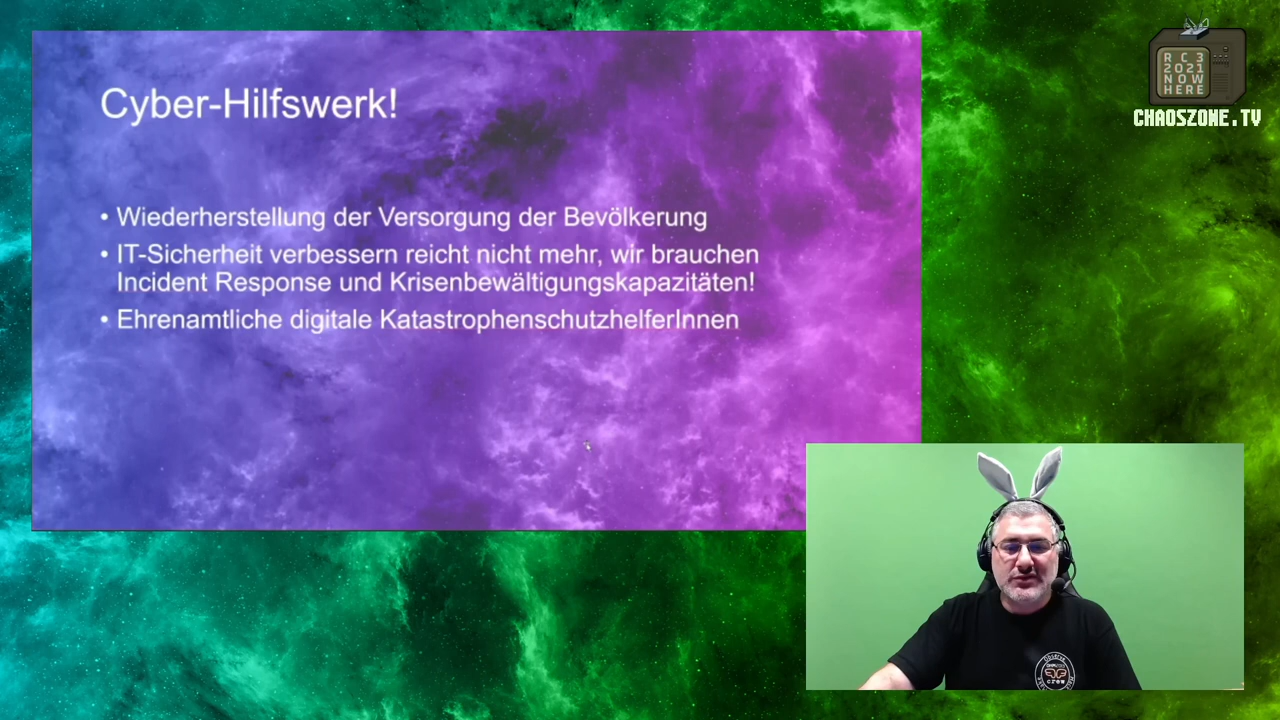 Cyber-Hilfswerk!
• Wiederherstellung der Versorgung der Bevölkerung
• IT-Sicherheit verbessern reicht nicht mehr, wir brauchen
Incident Response und Krisenbewältigungskapazitäten!
• Ehrenamtliche digitale KatastrophenschutzhelferInnen
RC3
2021
NOW
HERE
CHAOSZONE.TV
crew